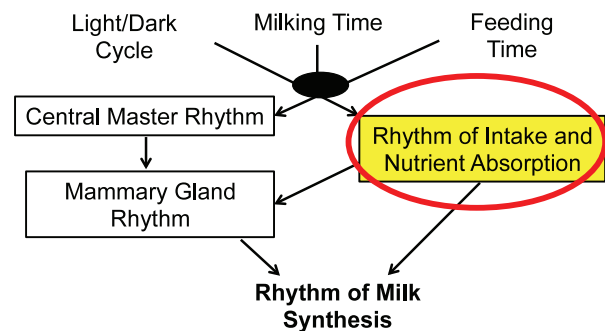 Light/Dark
Cycle
Milking Time
Feeding
Time
Central Master Rhythm
Rhythm of Intake and
Nutrient Absorption
Mammary Gland
Rhythm
Rhythm of Milk
Synthesis